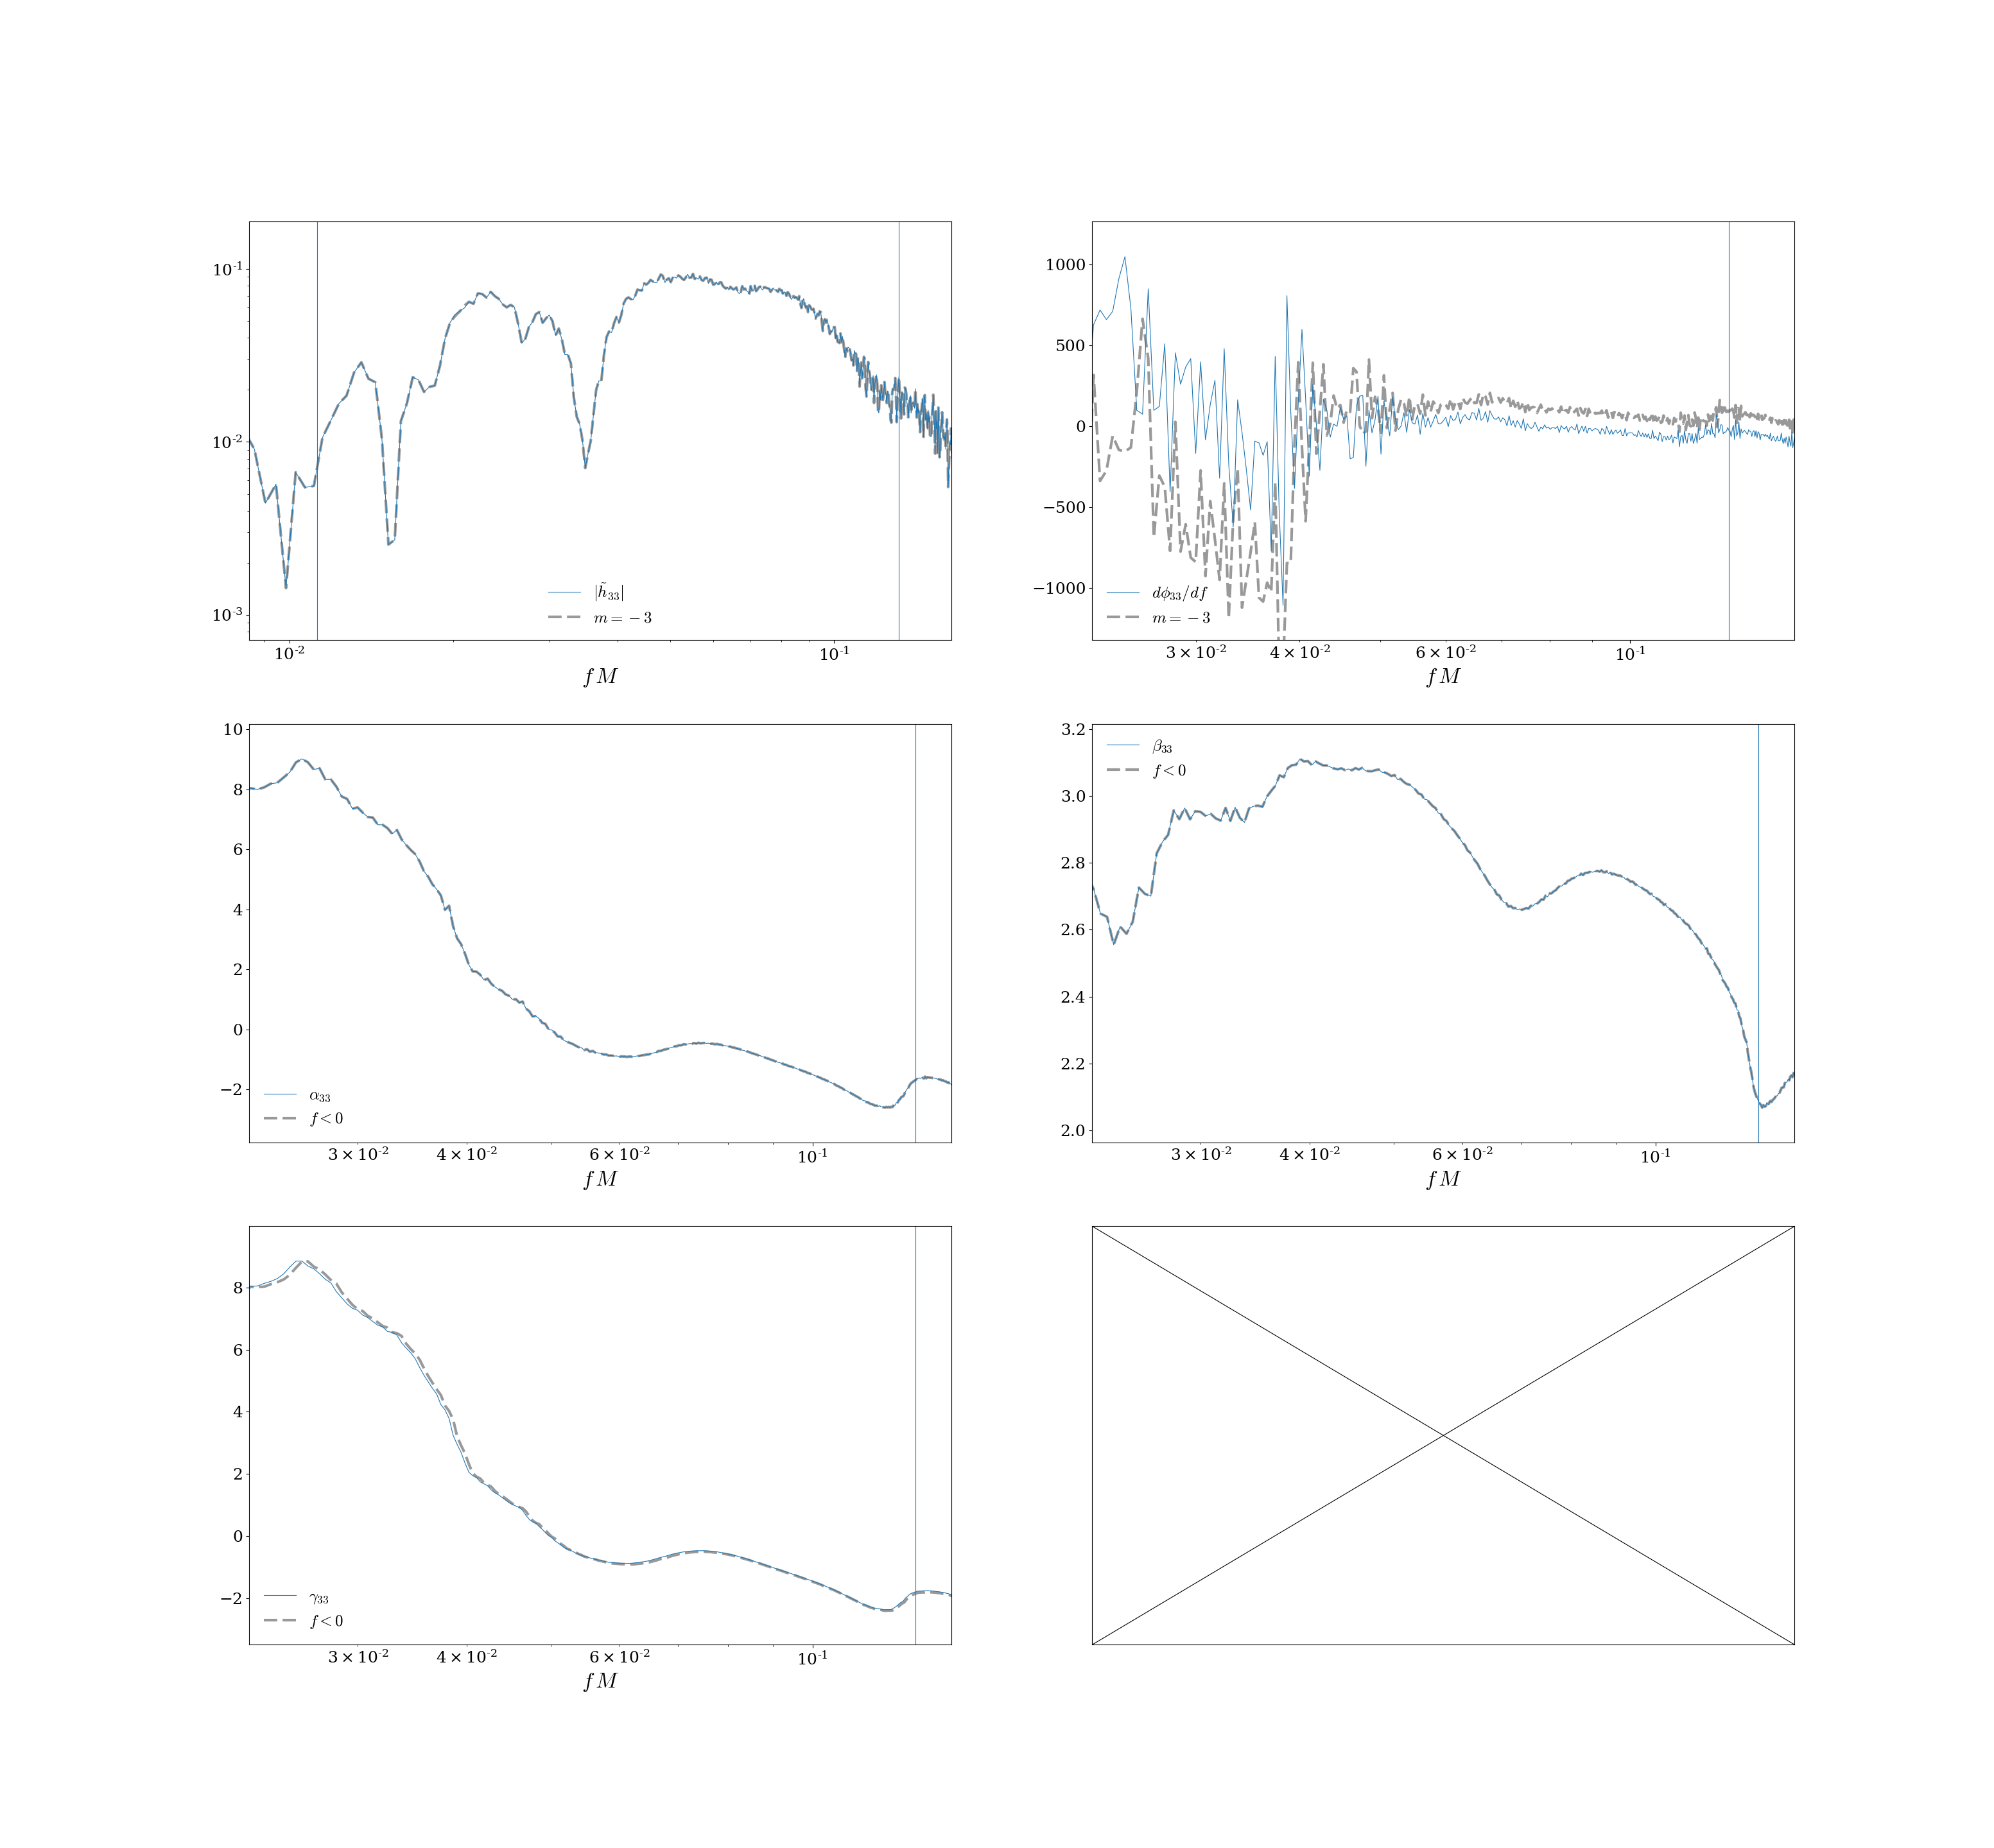 10⁻¹
10⁻²
10⁻³
|h̃₃₃|
m = −3
10⁻² 10⁻¹
fM
1000
500
0
−500
−1000
dϕ₃₃/df
m = −3
3 × 10⁻² 4 × 10⁻² 6 × 10⁻² 10⁻¹
fM
10
8
6
4
2
0
−2
α₃₃
f < 0
3 × 10⁻² 4 × 10⁻² 6 × 10⁻² 10⁻¹
fM
3.2
3.0
2.8
2.6
2.4
2.2
2.0
β₃₃
f < 0
3 × 10⁻² 4 × 10⁻² 6 × 10⁻² 10⁻¹
fM
8
6
4
2
0
−2
γ₃₃
f < 0
3 × 10⁻² 4 × 10⁻² 6 × 10⁻² 10⁻¹
fM